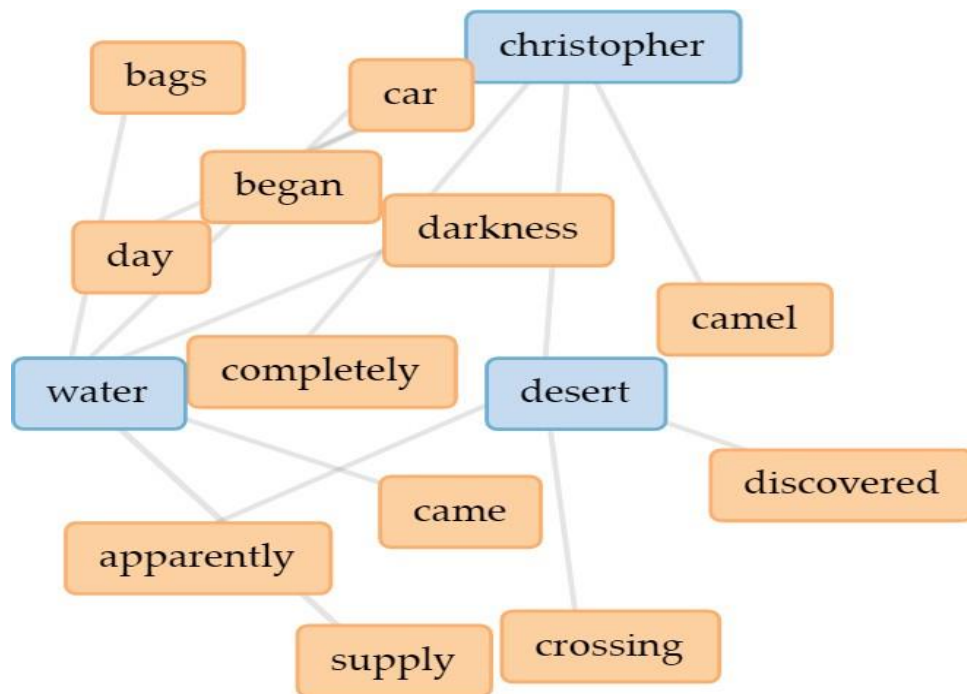 christopher
bags
car
began
darkness
day
camel
completely
water
desert
discovered
came
apparently
crossing
supply